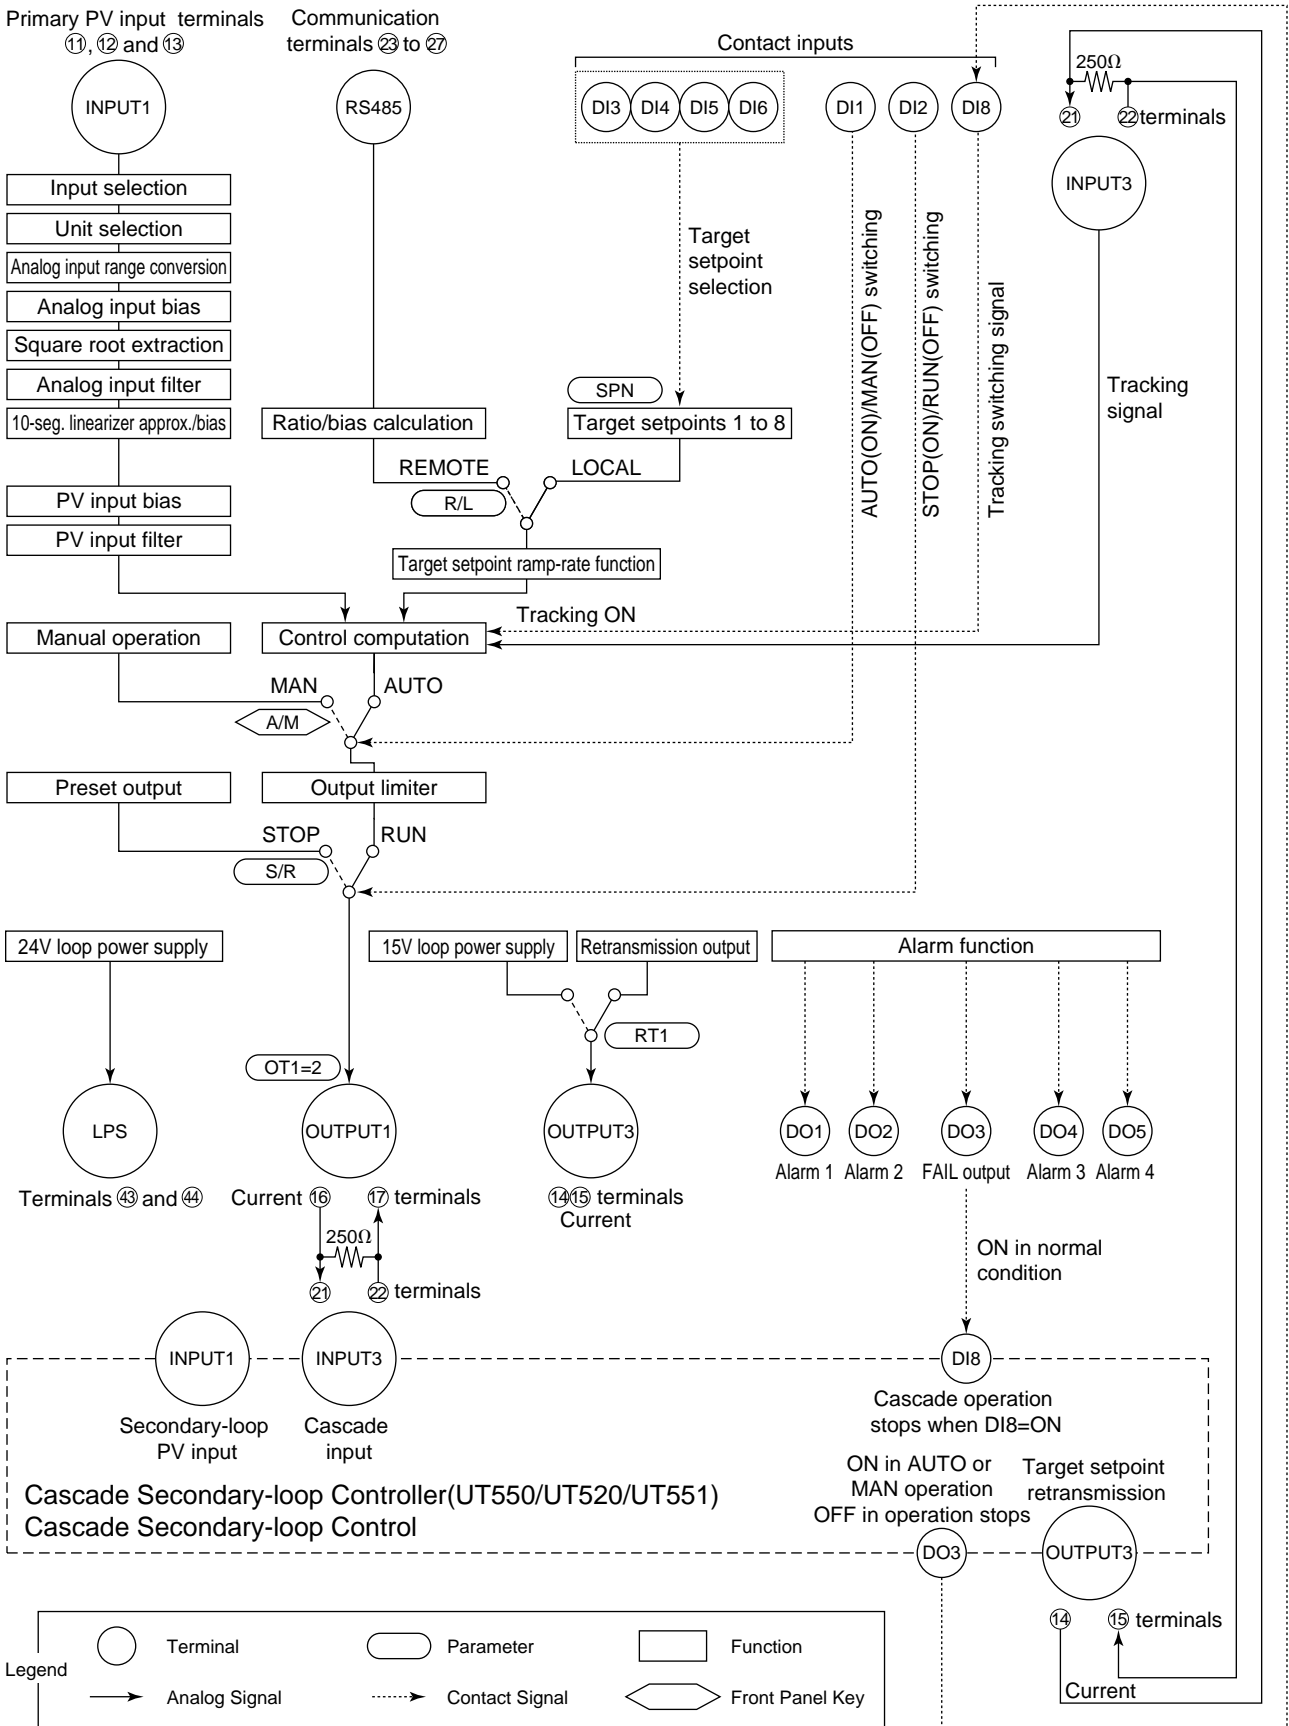 Primary PV input terminals
⑪, ⑫ and ⑬
Communication
terminals ㉓ to ㉗
Contact inputs
INPUT1
RS485
DI3
DI4
DI5
DI6
DI1
DI2
DI8
250Ω
㉑
㉒ terminals
INPUT3
Input selection
Unit selection
Analog input range conversion
Analog input bias
Square root extraction
Analog input filter
10-seg. linearizer approx./bias
PV input bias
PV input filter
Target
setpoint
selection
AUTO(ON)/MAN(OFF) switching
STOP(ON)/RUN(OFF) switching
Tracking switching signal
Tracking
signal
SPN
Ratio/bias calculation
Target setpoints 1 to 8
REMOTE
LOCAL
R/L
Target setpoint ramp-rate function
Tracking ON
Manual operation
Control computation
MAN
AUTO
A/M
Preset output
Output limiter
STOP
RUN
S/R
24V loop power supply
15V loop power supply
Retransmission output
Alarm function
RT1
OT1=2
LPS
OUTPUT1
OUTPUT3
DO1
DO2
DO3
DO4
DO5
Alarm 1
Alarm 2
FAIL output
Alarm 3
Alarm 4
Terminals ㊸ and ㊹
Current ⑯
⑰ terminals
⑭⑮ terminals
Current
250Ω
㉑
㉒ terminals
ON in normal
condition
INPUT1
INPUT3
DI8
Secondary-loop
PV input
Cascade
input
Cascade operation
stops when DI8=ON
ON in AUTO or
MAN operation
OFF in operation stops
Target setpoint
retransmission
Cascade Secondary-loop Controller(UT550/UT520/UT551)
Cascade Secondary-loop Control
DO3
OUTPUT3
⑭
⑮ terminals
Current
Legend
Terminal
Parameter
Function
Analog Signal
Contact Signal
Front Panel Key